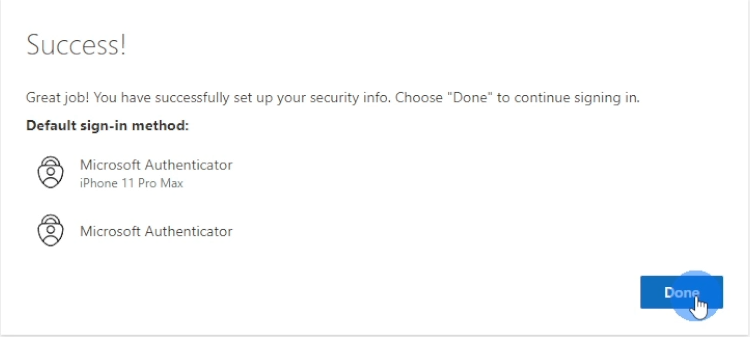 Success!
Great job! You have successfully set up your security info. Choose "Done" to continue signing in.
Default sign-in method:
Microsoft Authenticator
iPhone 11 Pro Max
Microsoft Authenticator
Done